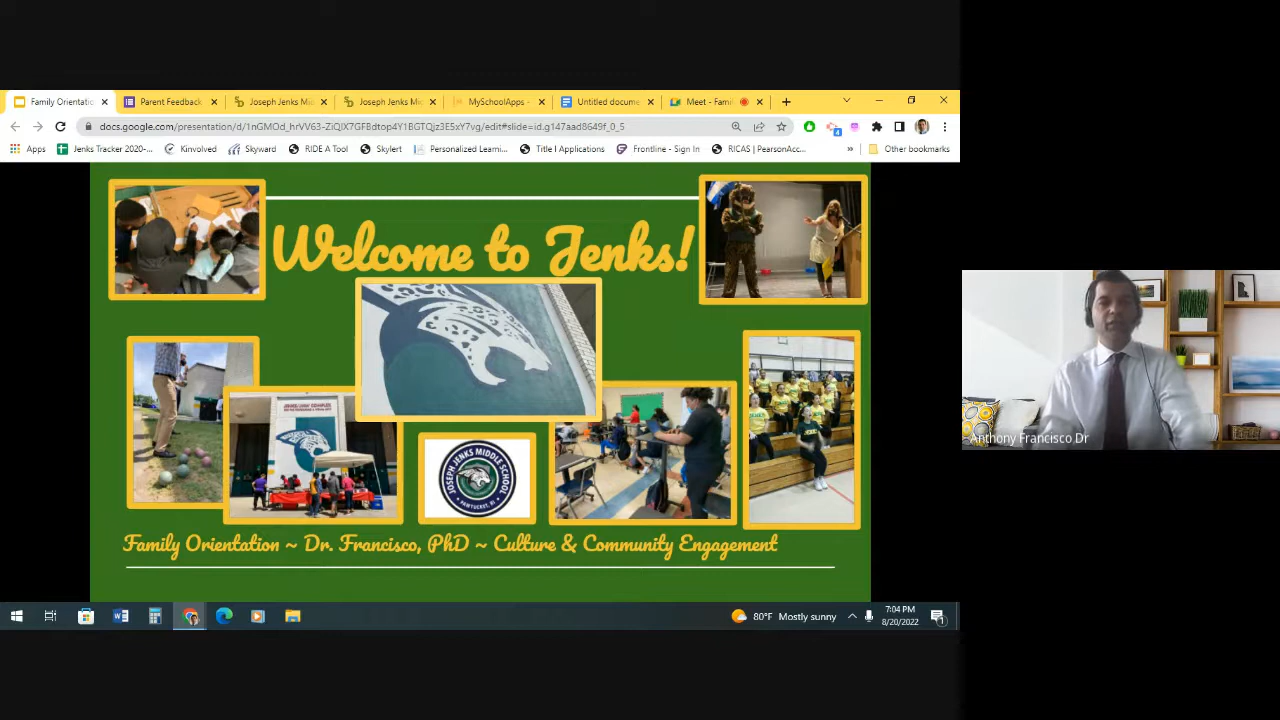 Family Orientatio
Parent Feedback
Joseph Jenks Mid
Joseph Jenks Mid
MySchoolApps -
Untitled docume
Meet - Fami
docs.google.com/presentation/d/1nGMOd_hrVV63-ZiQIX7GFBdtop4Y1BGTQjz3E5xY7vg/edit#slide=id.g147aad8649f_0_5
Apps
Jenks Tracker 2020-...
Kinvolved
Skyward
RIDE A Tool
Skylert
Personalized Learni...
Title I Applications
Frontline - Sign In
RICAS | PearsonAcc...
»
Other bookmarks
Welcome to Jenks!
JOSEPH JENKS MIDDLE SCHOOL
PAWTUCKET, RI
Family Orientation ~ Dr. Francisco, PhD ~ Culture & Community Engagement
Anthony Francisco Dr
80°F Mostly sunny
7:04 PM
8/20/2022